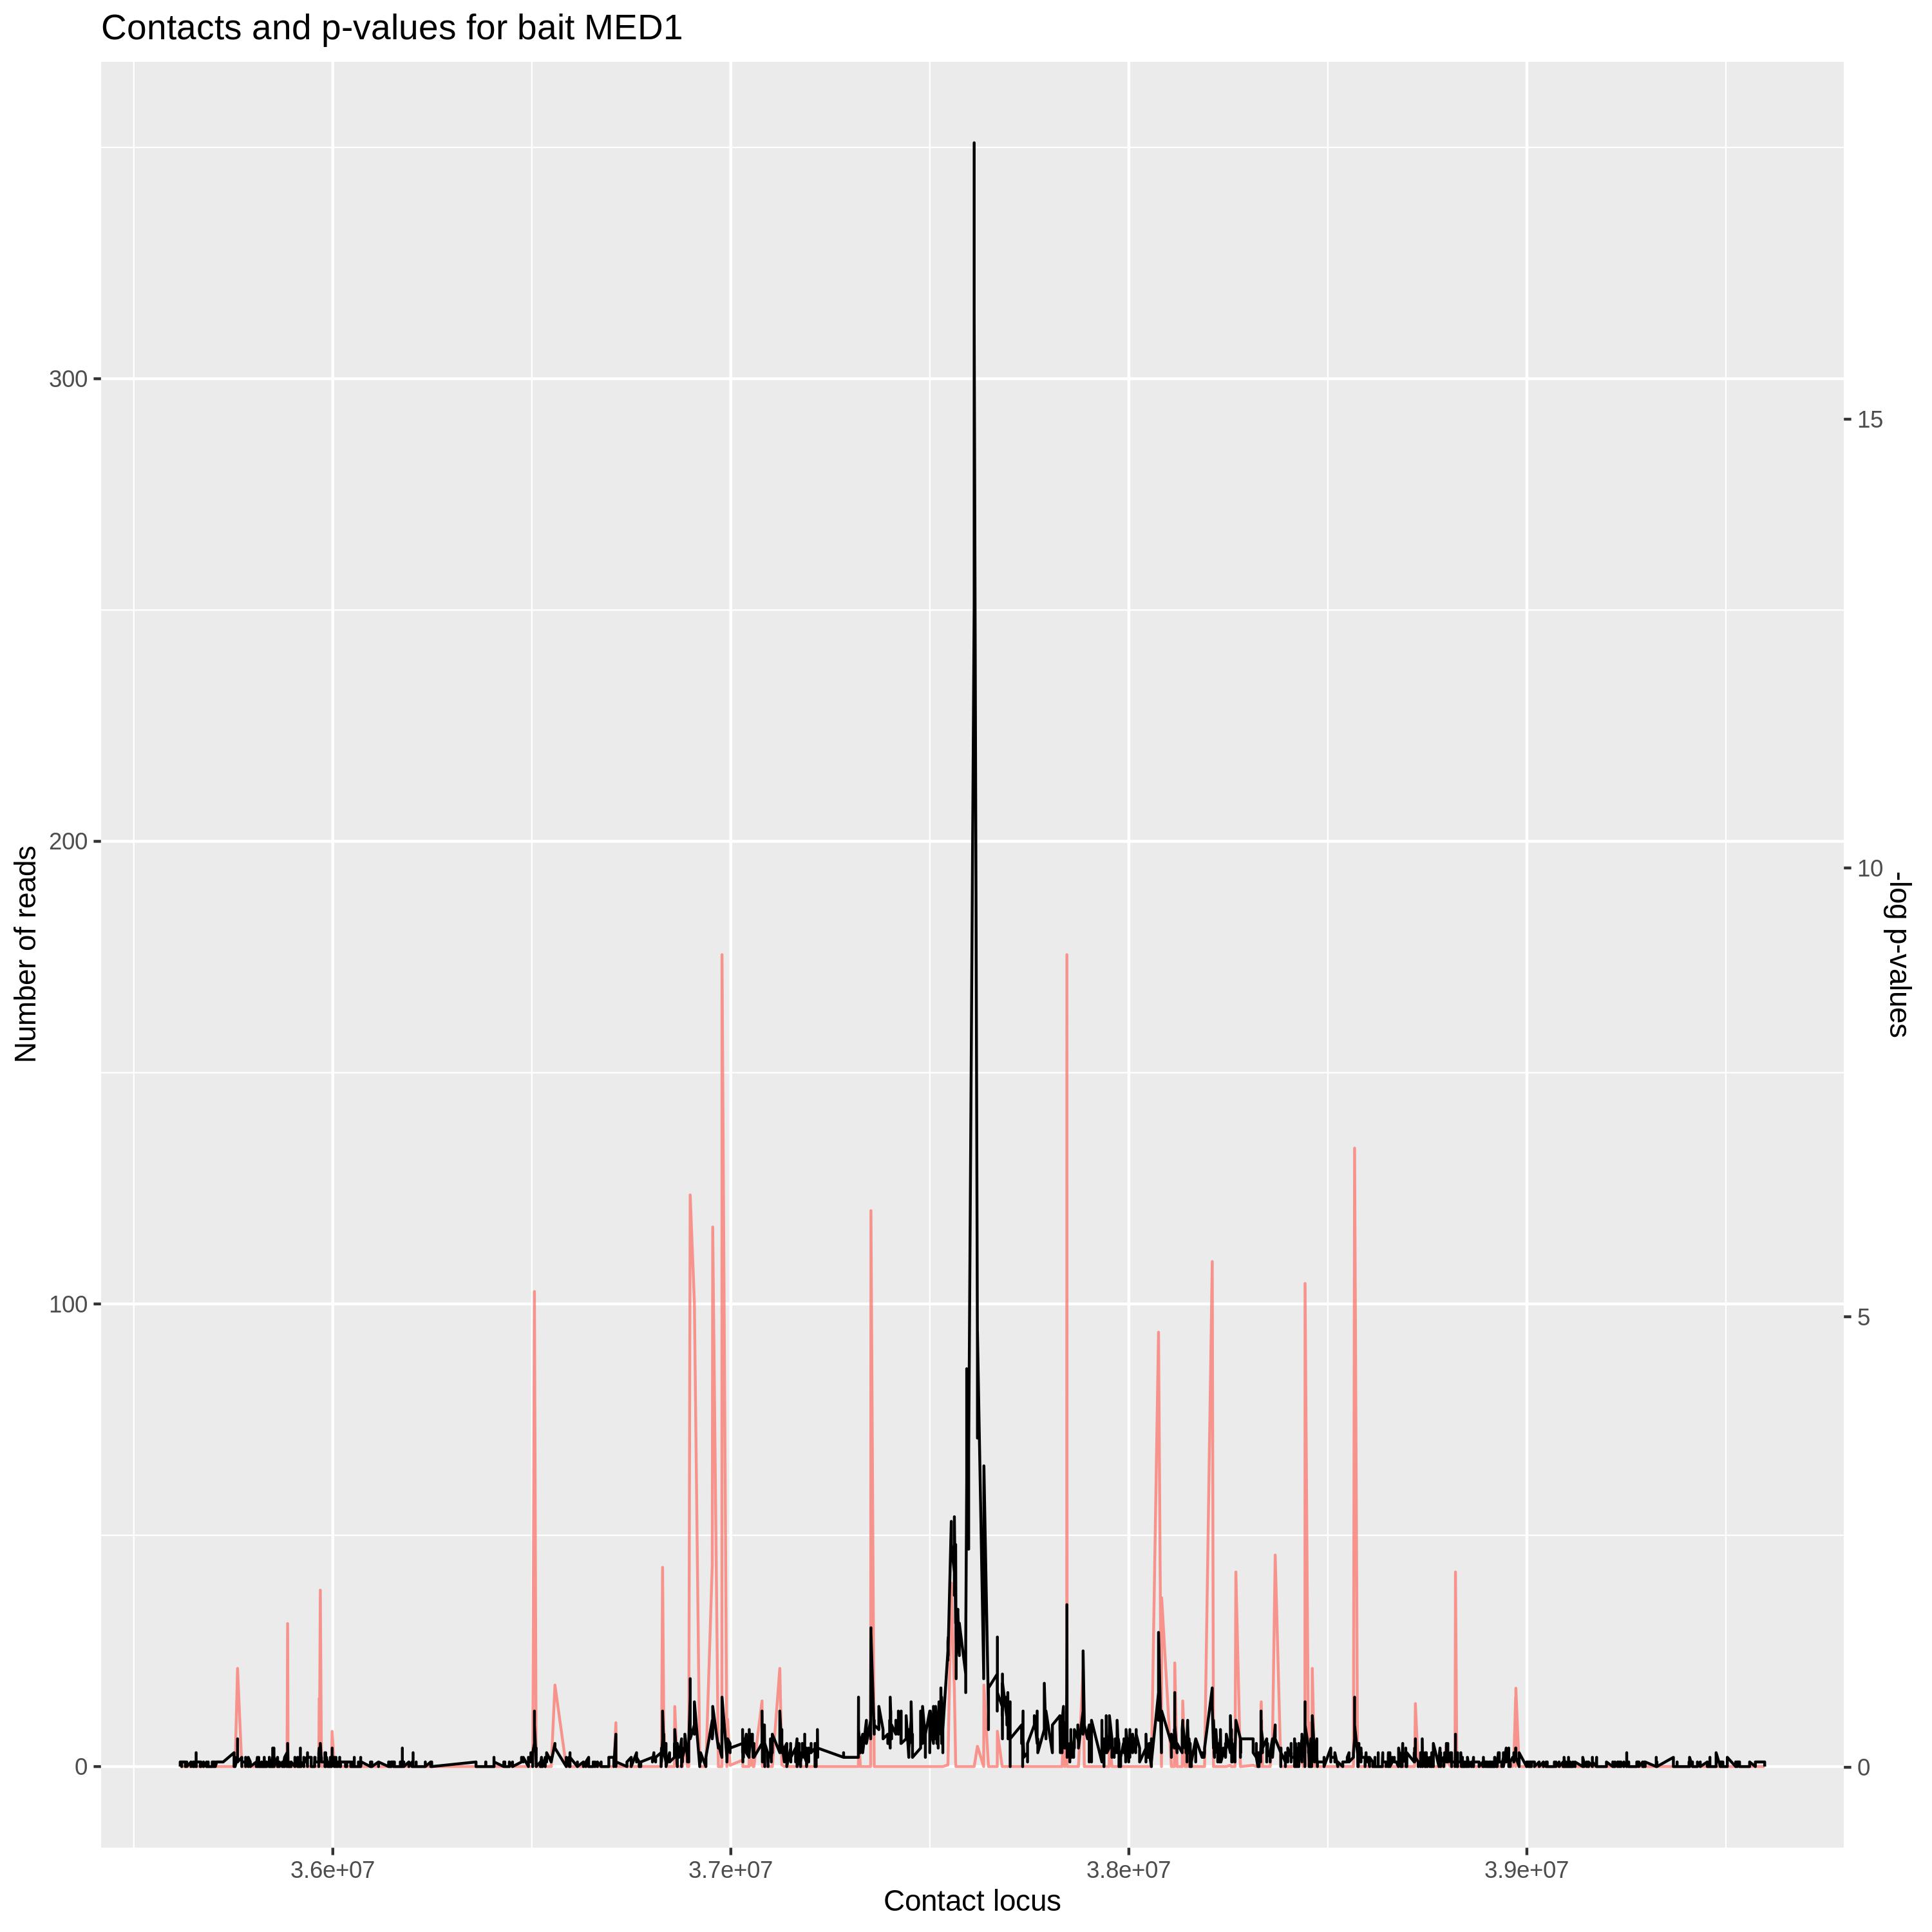 Contacts and p-values for bait MED1
300
200
100
0
Number of reads
15
10
5
0
-log p-values
3.6e+07 3.7e+07 3.8e+07 3.9e+07
Contact locus